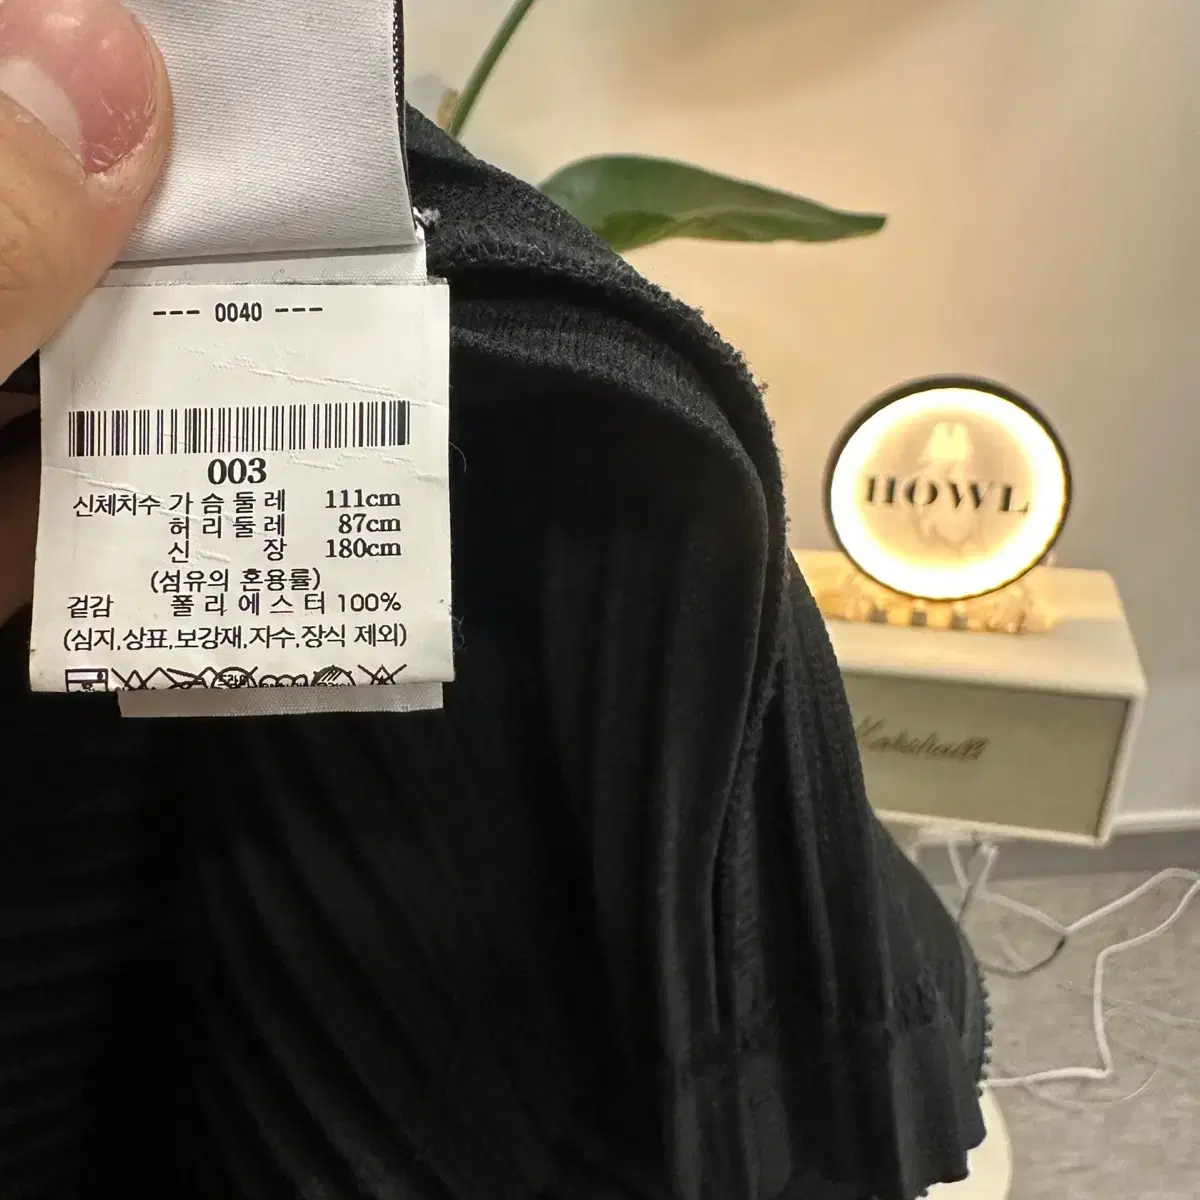 --- 0040 ---
003
신체치수 가 슴 둘 레 111cm
허 리 둘 레 87cm
신 장 180cm
(섬유의 혼용률)
겉감 폴 리 에 스 터 100%
(심지,상표,보강재,자수,장식 제외)
HOWL
Marshall